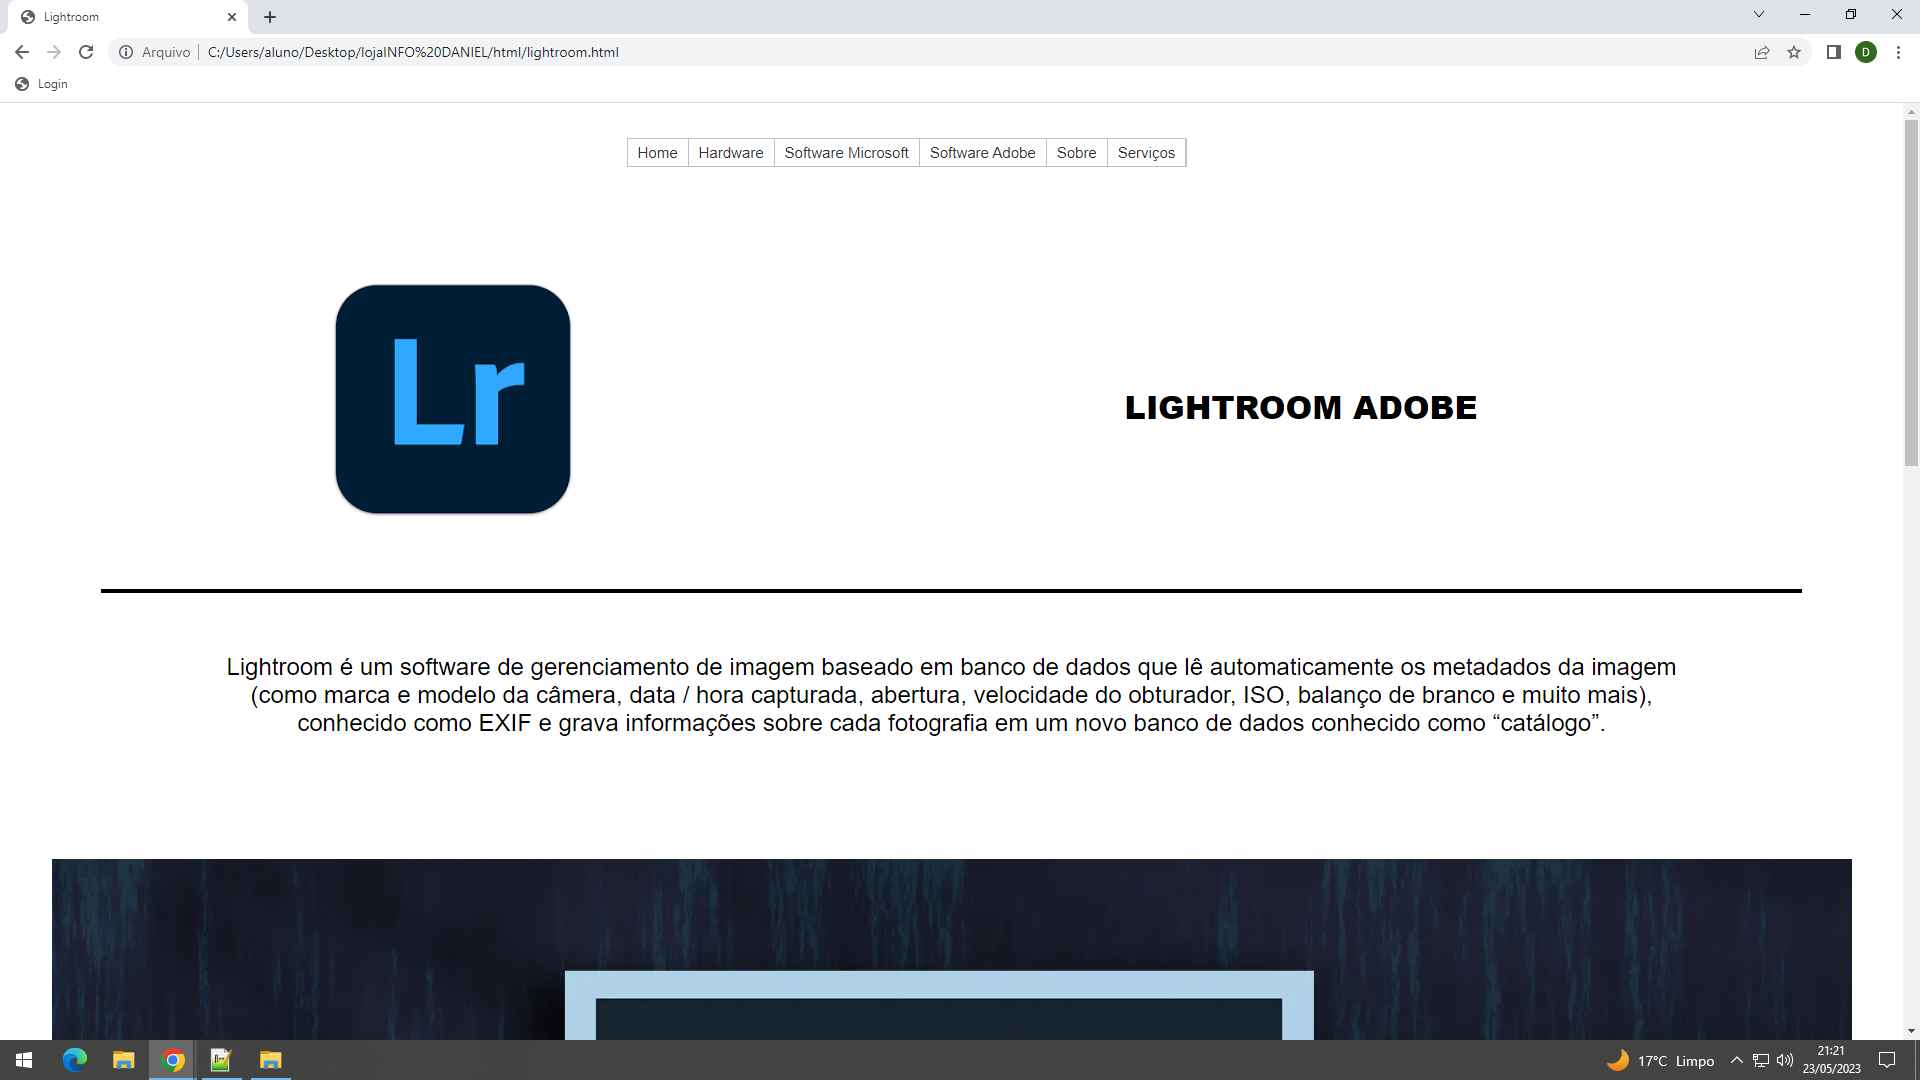 Lightroom
Arquivo | C:/Users/aluno/Desktop/lojaINFO%20DANIEL/html/lightroom.html
D
Login
Home Hardware Software Microsoft Software Adobe Sobre Serviços
Lr
LIGHTROOM ADOBE
Lightroom é um software de gerenciamento de imagem baseado em banco de dados que lê automaticamente os metadados da imagem
(como marca e modelo da câmera, data / hora capturada, abertura, velocidade do obturador, ISO, balanço de branco e muito mais),
conhecido como EXIF e grava informações sobre cada fotografia em um novo banco de dados conhecido como “catálogo”.
17°C Limpo
21:21
23/05/2023